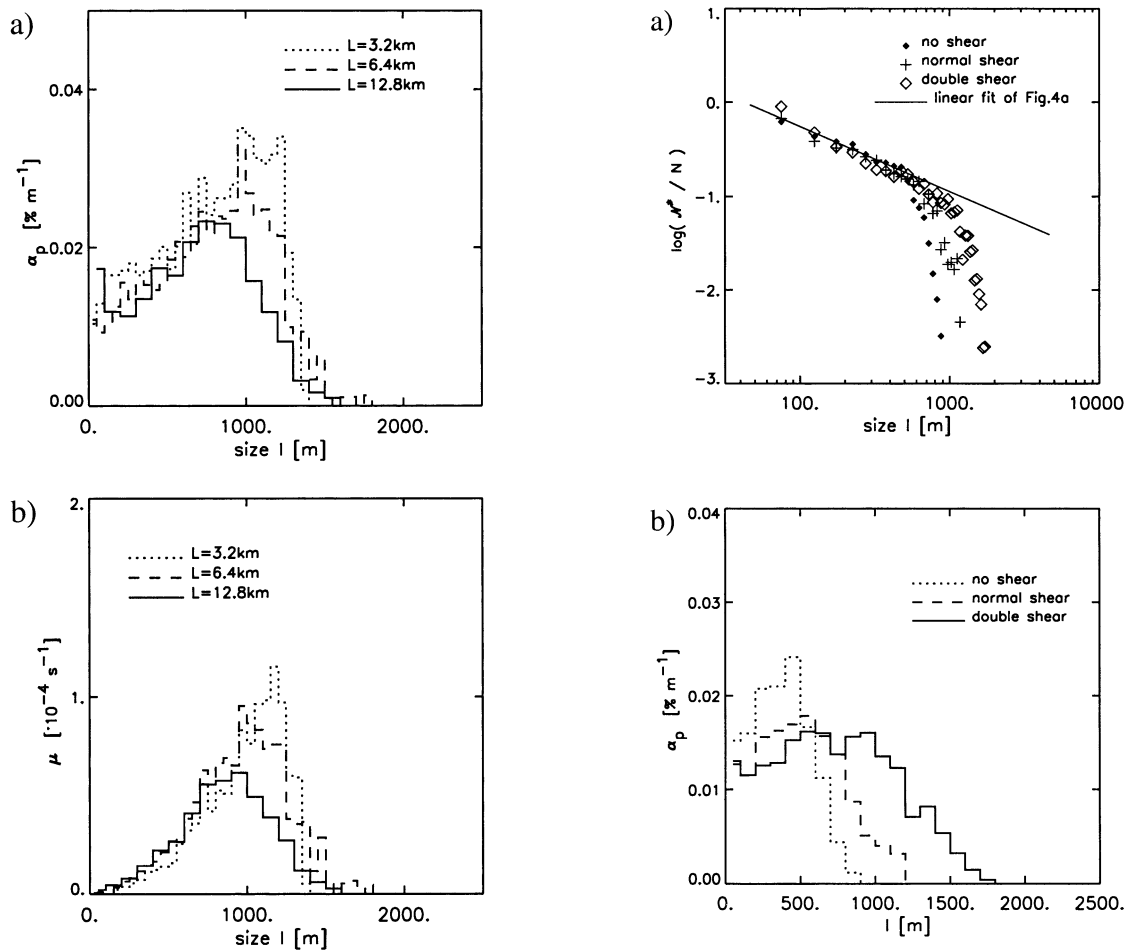 a)
L=3.2km
L=6.4km
L=12.8km
0.04
0.02
0.00
αp [% m−1]
0. 1000. 2000.
size l [m]
b)
L=3.2km
L=6.4km
L=12.8km
2.
1.
0.
μ [·10−4 s−1]
0. 1000. 2000.
size l [m]
a)
no shear
normal shear
double shear
linear fit of Fig.4a
1.
0.
−1.
−2.
−3.
log( 𝒩* / N )
100. 1000. 10000
size l [m]
b)
no shear
normal shear
double shear
0.04
0.03
0.02
0.01
0.00
αp [% m−1]
0. 500. 1000. 1500. 2000. 2500.
l [m]